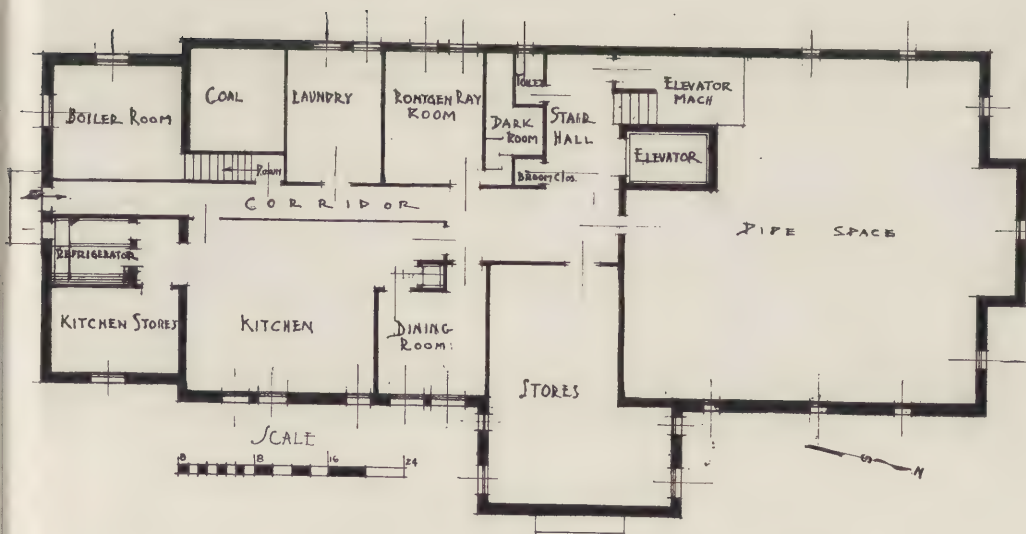 BOILER ROOM
COAL
LAUNDRY
RONTGEN RAY
ROOM
TOILET
DARK
ROOM
STAIR
HALL
BROOM CLOS.
ELEVATOR
MACH
ELEVATOR
DOWN
CORRIDOR
PIPE SPACE
REFRIGERATOR
KITCHEN STORES
KITCHEN
DINING
ROOM:
STORES
SCALE
0 8 16 24
S N